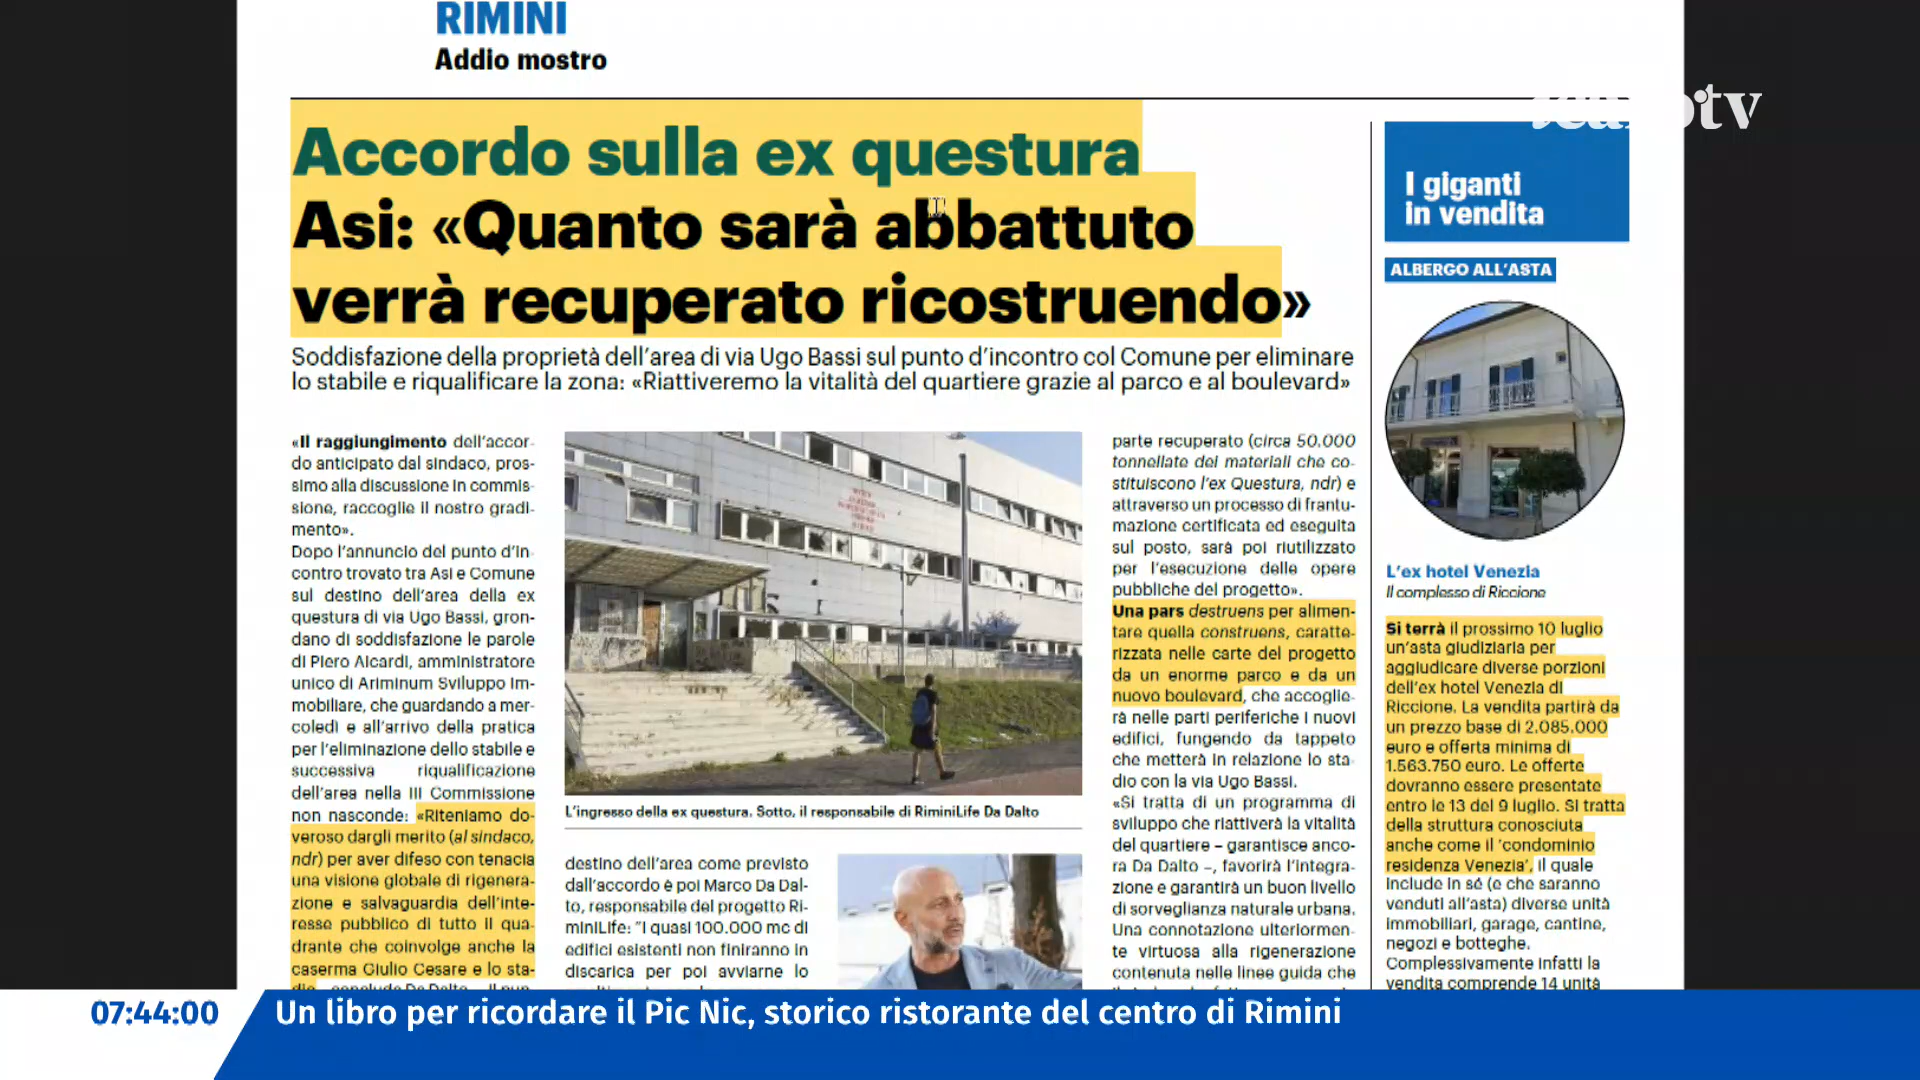 RIMINI
Addio mostro
Accordo sulla ex questura
Asi: «Quanto sarà abbattuto
verrà recuperato ricostruendo»
Soddisfazione della proprietà dell'area di via Ugo Bassi sul punto d'incontro col Comune per eliminare
lo stabile e riqualificare la zona: «Riattiveremo la vitalità del quartiere grazie al parco e al boulevard»
«Il raggiungimento dell'accor-
do anticipato dal sindaco, pros-
simo alla discussione in commis-
sione, raccoglie il nostro gradi-
mento».
Dopo l'annuncio del punto d'in-
contro trovato tra Asi e Comune
sul destino dell'area della ex
questura di via Ugo Bassi, gron-
dano di soddisfazione le parole
di Piero Aicardi, amministratore
unico di Ariminum Sviluppo Im-
mobiliare, che guardando a mer-
coledì e all'arrivo della pratica
per l'eliminazione dello stabile e
successiva riqualificazione
dell'area nella III Commissione
non nasconde: «Riteniamo do-
veroso dargli merito (al sindaco,
ndr) per aver difeso con tenacia
una visione globale di rigenera-
zione e salvaguardia dell'inte-
resse pubblico di tutto il qua-
drante che coinvolge anche la
caserma Giulio Cesare e lo sta-
L'ingresso della ex questura. Sotto, il responsabile di RiminiLife Da Dalto
destino dell'area come previsto
dall'accordo è poi Marco Da Dal-
to, responsabile del progetto Ri-
miniLife: "I quasi 100.000 mc di
edifici esistenti non finiranno in
discarica per poi avviarne lo
parte recuperato (circa 50.000
tonnellate dei materiali che co-
stituiscono l'ex Questura, ndr) e
attraverso un processo di frantu-
mazione certificata ed eseguita
sul posto, sarà poi riutilizzato
per l'esecuzione delle opere
pubbliche del progetto».
Una pars destruens per alimen-
tare quella construens, caratte-
rizzata nelle carte del progetto
da un enorme parco e da un
nuovo boulevard, che accoglie-
rà nelle parti periferiche i nuovi
edifici, fungendo da tappeto
che metterà in relazione lo sta-
dio con la via Ugo Bassi.
«Si tratta di un programma di
sviluppo che riattiverà la vitalità
del quartiere – garantisce anco-
ra Da Dalto –, favorirà l'integra-
zione e garantirà un buon livello
di sorveglianza naturale urbana.
Una connotazione ulteriormen-
te virtuosa alla rigenerazione
contenuta nelle linee guida che
I giganti
in vendita
ALBERGO ALL'ASTA
L'ex hotel Venezia
Il complesso di Riccione
Si terrà il prossimo 10 luglio
un'asta giudiziaria per
aggiudicare diverse porzioni
dell'ex hotel Venezia di
Riccione. La vendita partirà da
un prezzo base di 2.085.000
euro e offerta minima di
1.563.750 euro. Le offerte
dovranno essere presentate
entro le 13 del 9 luglio. Si tratta
della struttura conosciuta
anche come il 'condominio
residenza Venezia', il quale
include in sé (e che saranno
venduti all'asta) diverse unità
immobiliari, garage, cantine,
negozi e botteghe.
Complessivamente infatti la
vendita comprende 14 unità
07:44:00
Un libro per ricordare il Pic Nic, storico ristorante del centro di Rimini